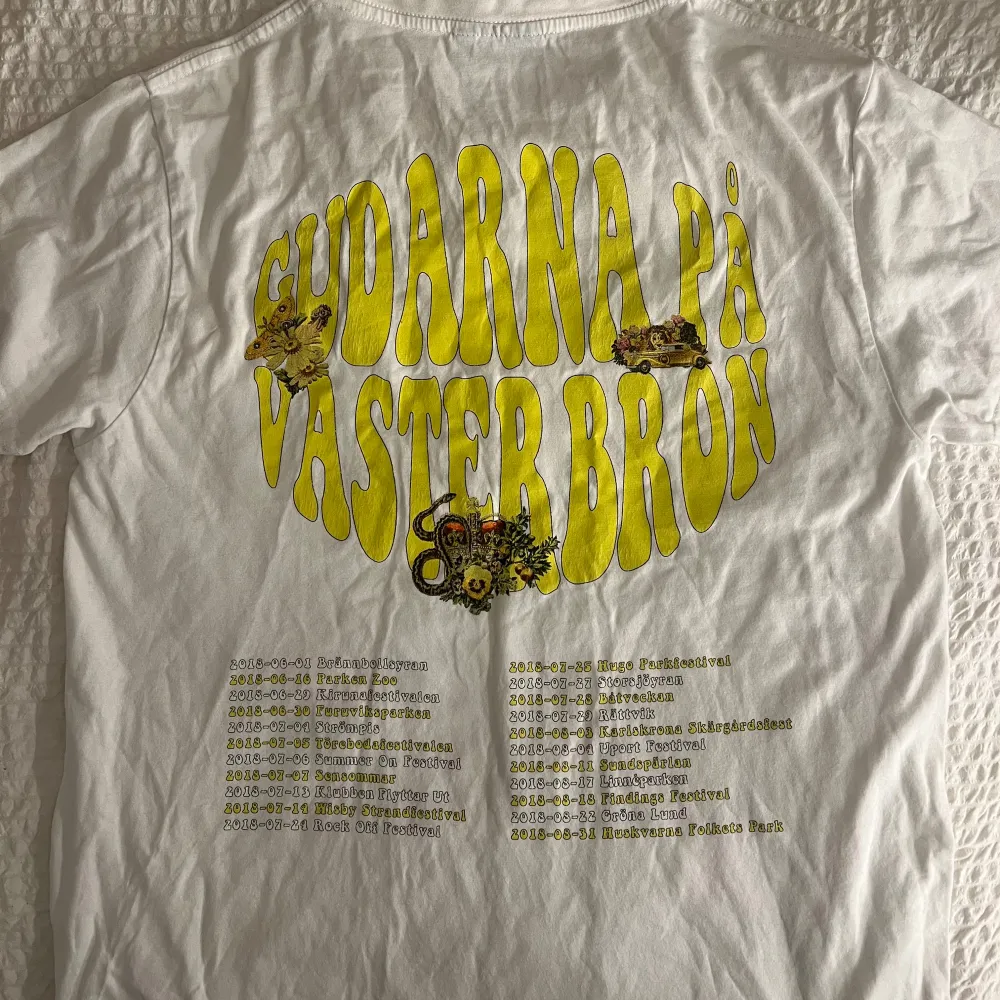 GUDARNA PÅ
VÄSTERBRON
2018-06-01 Brännbollsyran
2018-06-16 Parken Zoo
2018-06-29 Kirunafestivalen
2018-06-30 Furuviksparken
2018-07-04 Strömpis
2018-07-05 Törebodafestivalen
2018-07-06 Summer On Festival
2018-07-07 Sensommar
2018-07-13 Klubben Flyttar Ut
2018-07-14 Wisby Strandfestival
2018-07-24 Rock Off Festival
2018-07-25 Hugo Parkfestival
2018-07-27 Storsjöyran
2018-07-28 Båtveckan
2018-07-29 Rättvik
2018-08-03 Karlskrona Skärgårdsfest
2018-08-04 Uport Festival
2018-08-11 Sundspärlan
2018-08-17 Linnéparken
2018-08-18 Findings Festival
2018-08-22 Gröna Lund
2018-08-31 Huskvarna Folkets Park